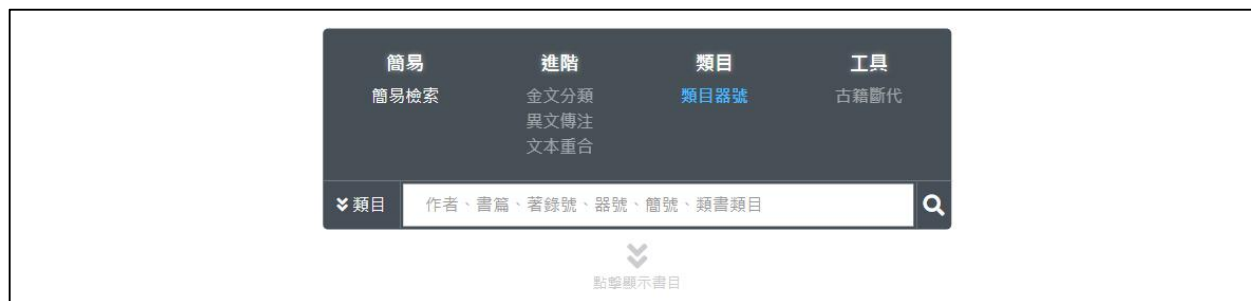 簡易 進階 類目 工具
簡易檢索 金文分類 類目器號 古籍斷代
異文傳注
文本重合
類目 作者、書篇、著錄號、器號、簡號、類書類目
點擊顯示書目